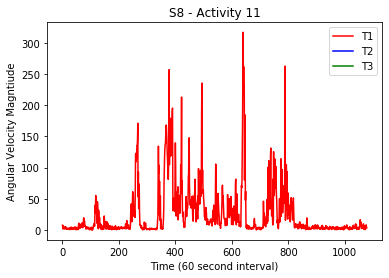 S8 - Activity 11
T1
T2
T3
Angular Velocity Magntiude
300
250
200
150
100
50
0
0 200 400 600 800 1000
Time (60 second interval)